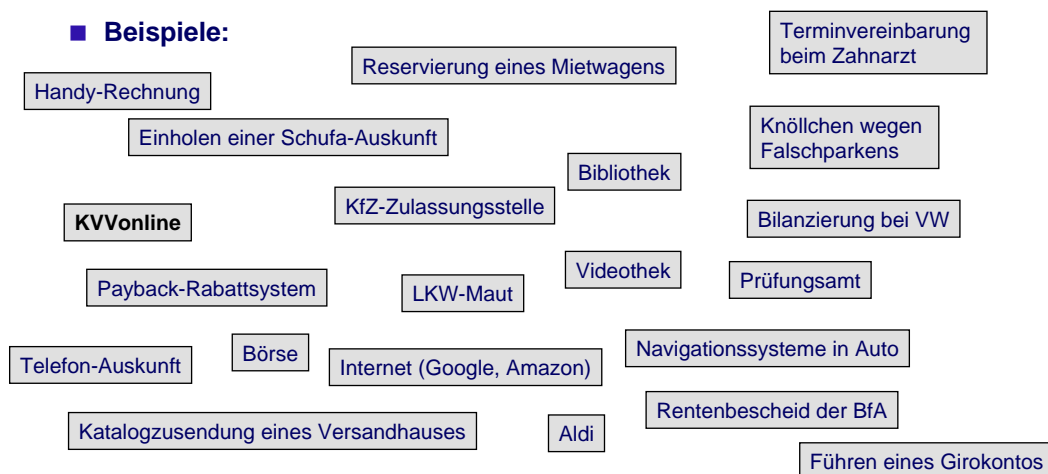 Beispiele:
Terminvereinbarung
beim Zahnarzt
Reservierung eines Mietwagens
Handy-Rechnung
Einholen einer Schufa-Auskunft
Knöllchen wegen
Falschparkens
Bibliothek
KfZ-Zulassungsstelle
KVVonline
Bilanzierung bei VW
Videothek
Payback-Rabattsystem
LKW-Maut
Prüfungsamt
Börse
Navigationssysteme in Auto
Telefon-Auskunft
Internet (Google, Amazon)
Rentenbescheid der BfA
Katalogzusendung eines Versandhauses
Aldi
Führen eines Girokontos